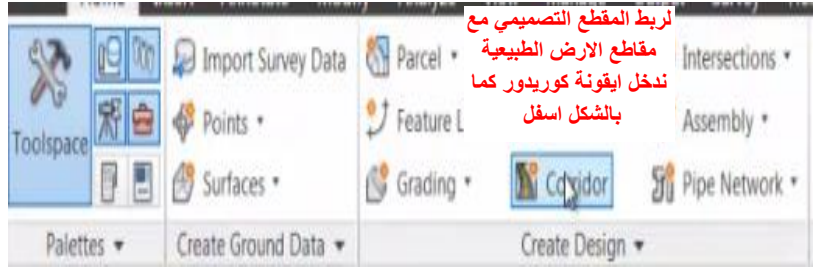 لربط المقطع التصميمي مع
مقاطع الارض الطبيعية
ندخل ايقونة كوريدور كما
بالشكل اسفل
Toolspace
Import Survey Data
Points
Surfaces
Parcel
Feature L
Grading
Corridor
Intersections
Assembly
Pipe Network
Palettes
Create Ground Data
Create Design